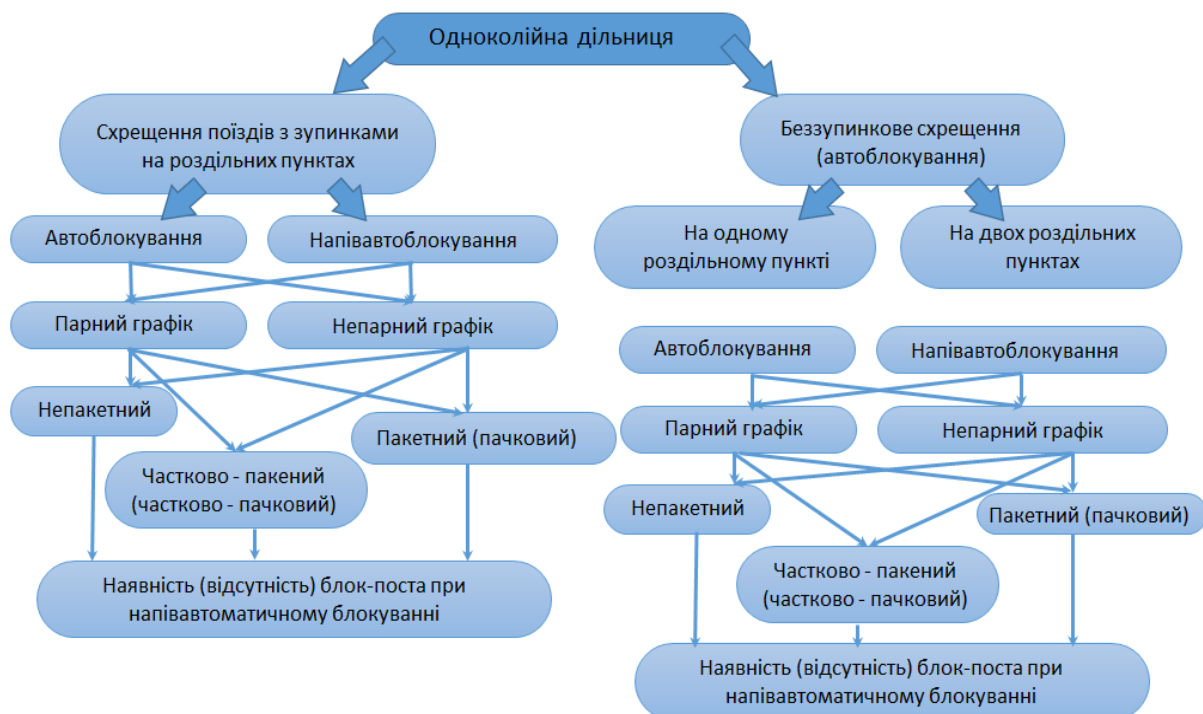 Одноколійна дільниця
Схрещення поїздів з зупинками
на роздільних пунктах
Автоблокування
Напівавтоблокування
Парний графік
Непарний графік
Непакетний
Пакетний (пачковий)
Частково - пакений
(частково - пачковий)
Наявність (відсутність) блок-поста при
напівавтоматичному блокуванні
Беззупинкове схрещення
(автоблокування)
На одному
роздільному пункті
На двох роздільних
пунктах
Автоблокування
Напівавтоблокування
Парний графік
Непарний графік
Непакетний
Пакетний (пачковий)
Частково - пакений
(частково - пачковий)
Наявність (відсутність) блок-поста при
напівавтоматичному блокуванні